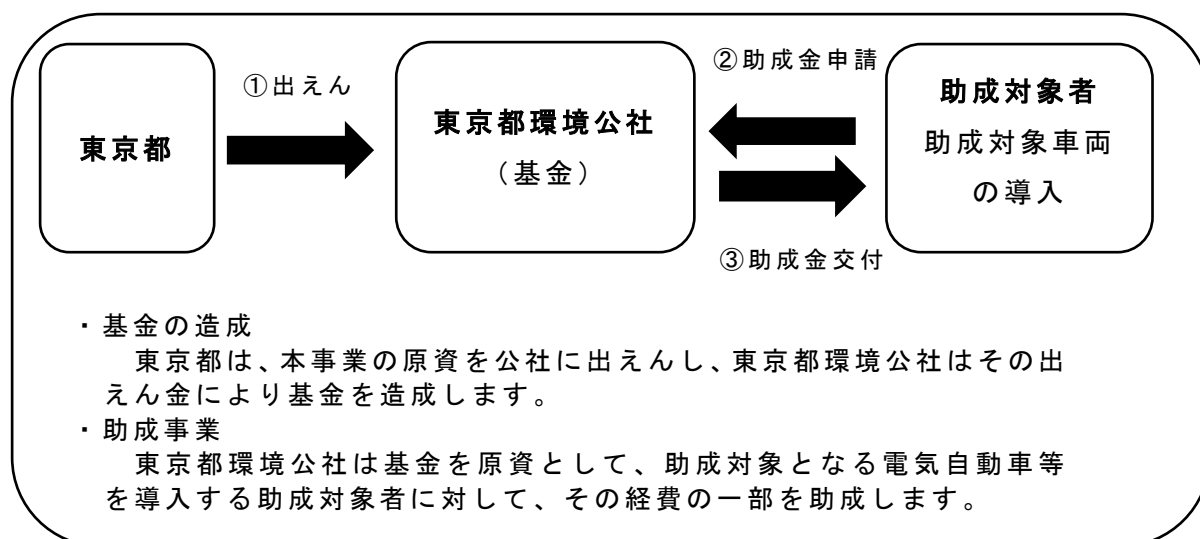 東京都
①出えん
東京都環境公社
（基金）
②助成金申請
③助成金交付
助成対象者
助成対象車両
の導入
・基金の造成
東京都は、本事業の原資を公社に出えんし、東京都環境公社はその出
えん金により基金を造成します。
・助成事業
東京都環境公社は基金を原資として、助成対象となる電気自動車等
を導入する助成対象者に対して、その経費の一部を助成します。